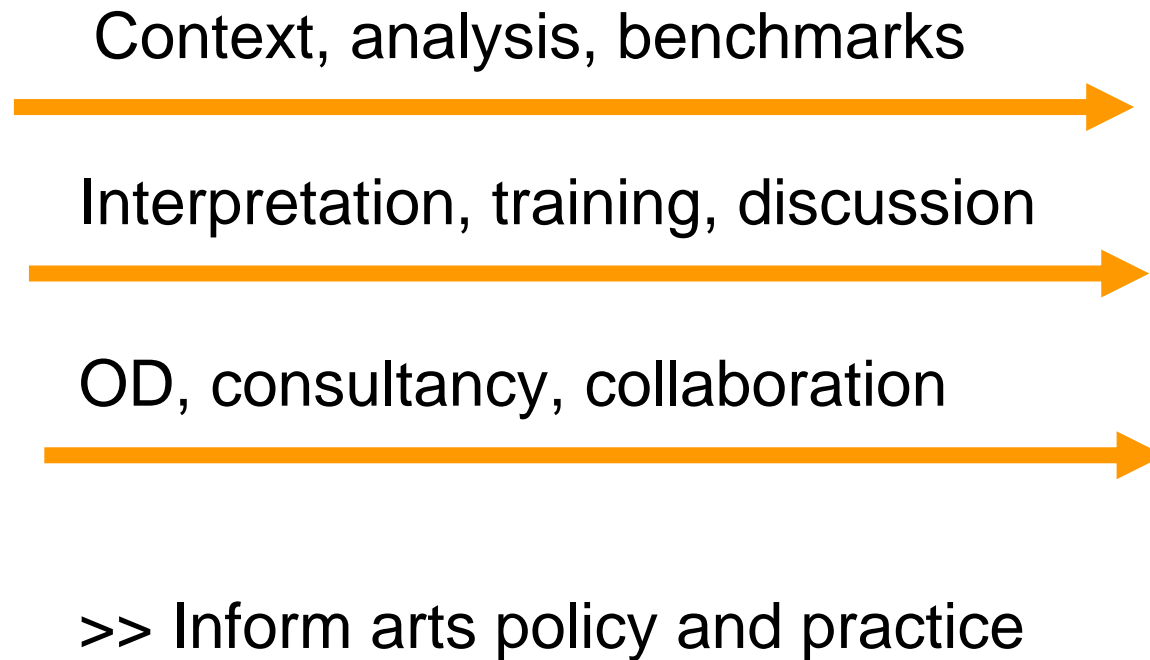 Context, analysis, benchmarks
Interpretation, training, discussion
OD, consultancy, collaboration
>> Inform arts policy and practice